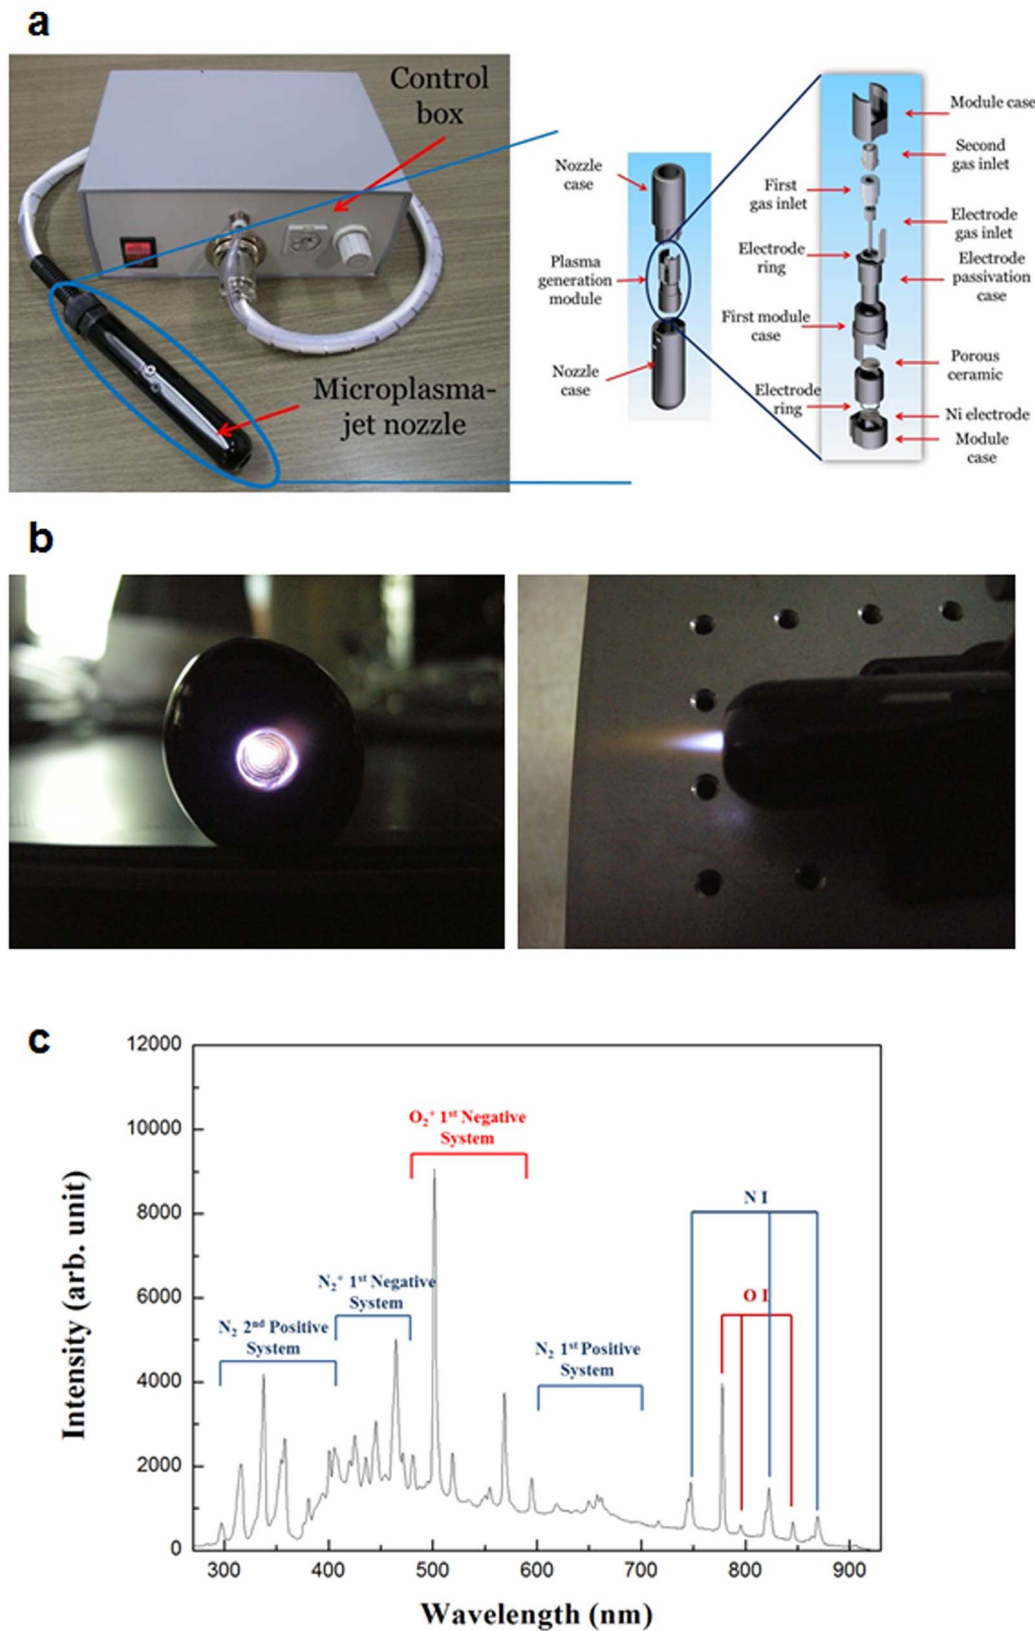 a
Control
box
Microplasma-
jet nozzle
Nozzle
case
Plasma
generation
module
Nozzle
case
Module case
Second
gas inlet
First
gas inlet
Electrode
gas inlet
Electrode
ring
Electrode
passivation
case
First module
case
Porous
ceramic
Electrode
ring
Ni electrode
Module
case
b
c
Intensity (arb. unit)
12000
10000
8000
6000
4000
2000
0
O₂⁺ 1ˢᵗ Negative
System
N I
N₂⁺ 1ˢᵗ Negative
System
O I
N₂ 2ⁿᵈ Positive
System
N₂ 1ˢᵗ Positive
System
300 400 500 600 700 800 900
Wavelength (nm)